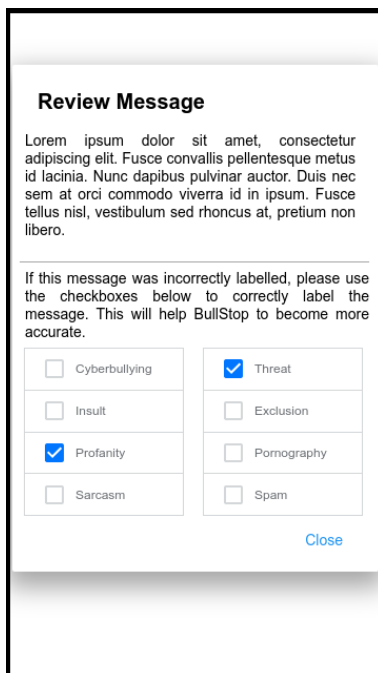 Review Message
Lorem ipsum dolor sit amet, consectetur
adipiscing elit. Fusce convallis pellentesque metus
id lacinia. Nunc dapibus pulvinar auctor. Duis nec
sem at orci commodo viverra id in ipsum. Fusce
tellus nisl, vestibulum sed rhoncus at, pretium non
libero.
If this message was incorrectly labelled, please use
the checkboxes below to correctly label the
message. This will help BullStop to become more
accurate.
Cyberbullying
Threat
Insult
Exclusion
Profanity
Pornography
Sarcasm
Spam
Close